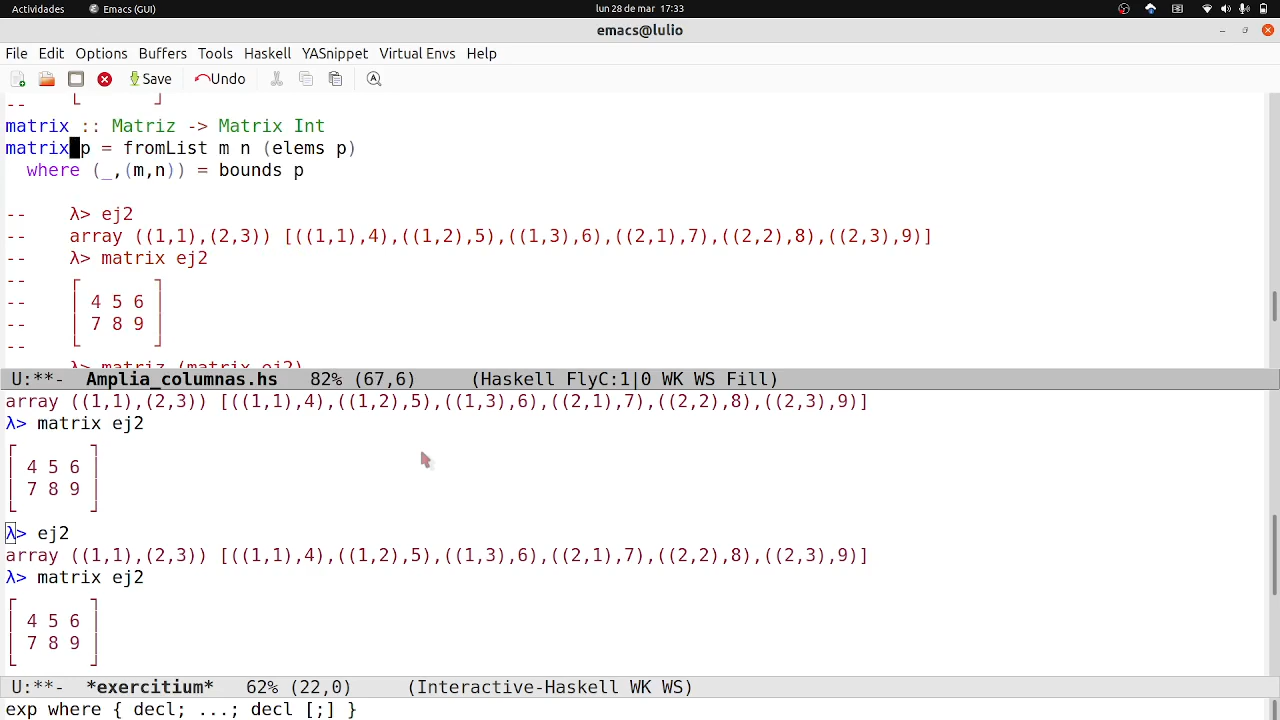 Actividades Emacs (GUI) lun 28 de mar 17:33
emacs@lulio
File Edit Options Buffers Tools Haskell YASnippet Virtual Envs Help
Save Undo
--    └       ┘
matrix :: Matriz -> Matrix Int
matrix p = fromList m n (elems p)
  where (_,(m,n)) = bounds p
--    λ> ej2
--    array ((1,1),(2,3)) [((1,1),4),((1,2),5),((1,3),6),((2,1),7),((2,2),8),((2,3),9)]
--    λ> matrix ej2
--    ┌       ┐
--    │ 4 5 6 │
--    │ 7 8 9 │
--    └       ┘
      λ> matriz (matrix ej2)
U:**-  Amplia_columnas.hs   82% (67,6)     (Haskell FlyC:1|0 WK WS Fill)
array ((1,1),(2,3)) [((1,1),4),((1,2),5),((1,3),6),((2,1),7),((2,2),8),((2,3),9)]
λ> matrix ej2
┌       ┐
│ 4 5 6 │
│ 7 8 9 │
└       ┘
λ> ej2
array ((1,1),(2,3)) [((1,1),4),((1,2),5),((1,3),6),((2,1),7),((2,2),8),((2,3),9)]
λ> matrix ej2
┌       ┐
│ 4 5 6 │
│ 7 8 9 │
└       ┘
U:**-  *exercitium*   62% (22,0)     (Interactive-Haskell WK WS)
exp where { decl; ...; decl [;] }